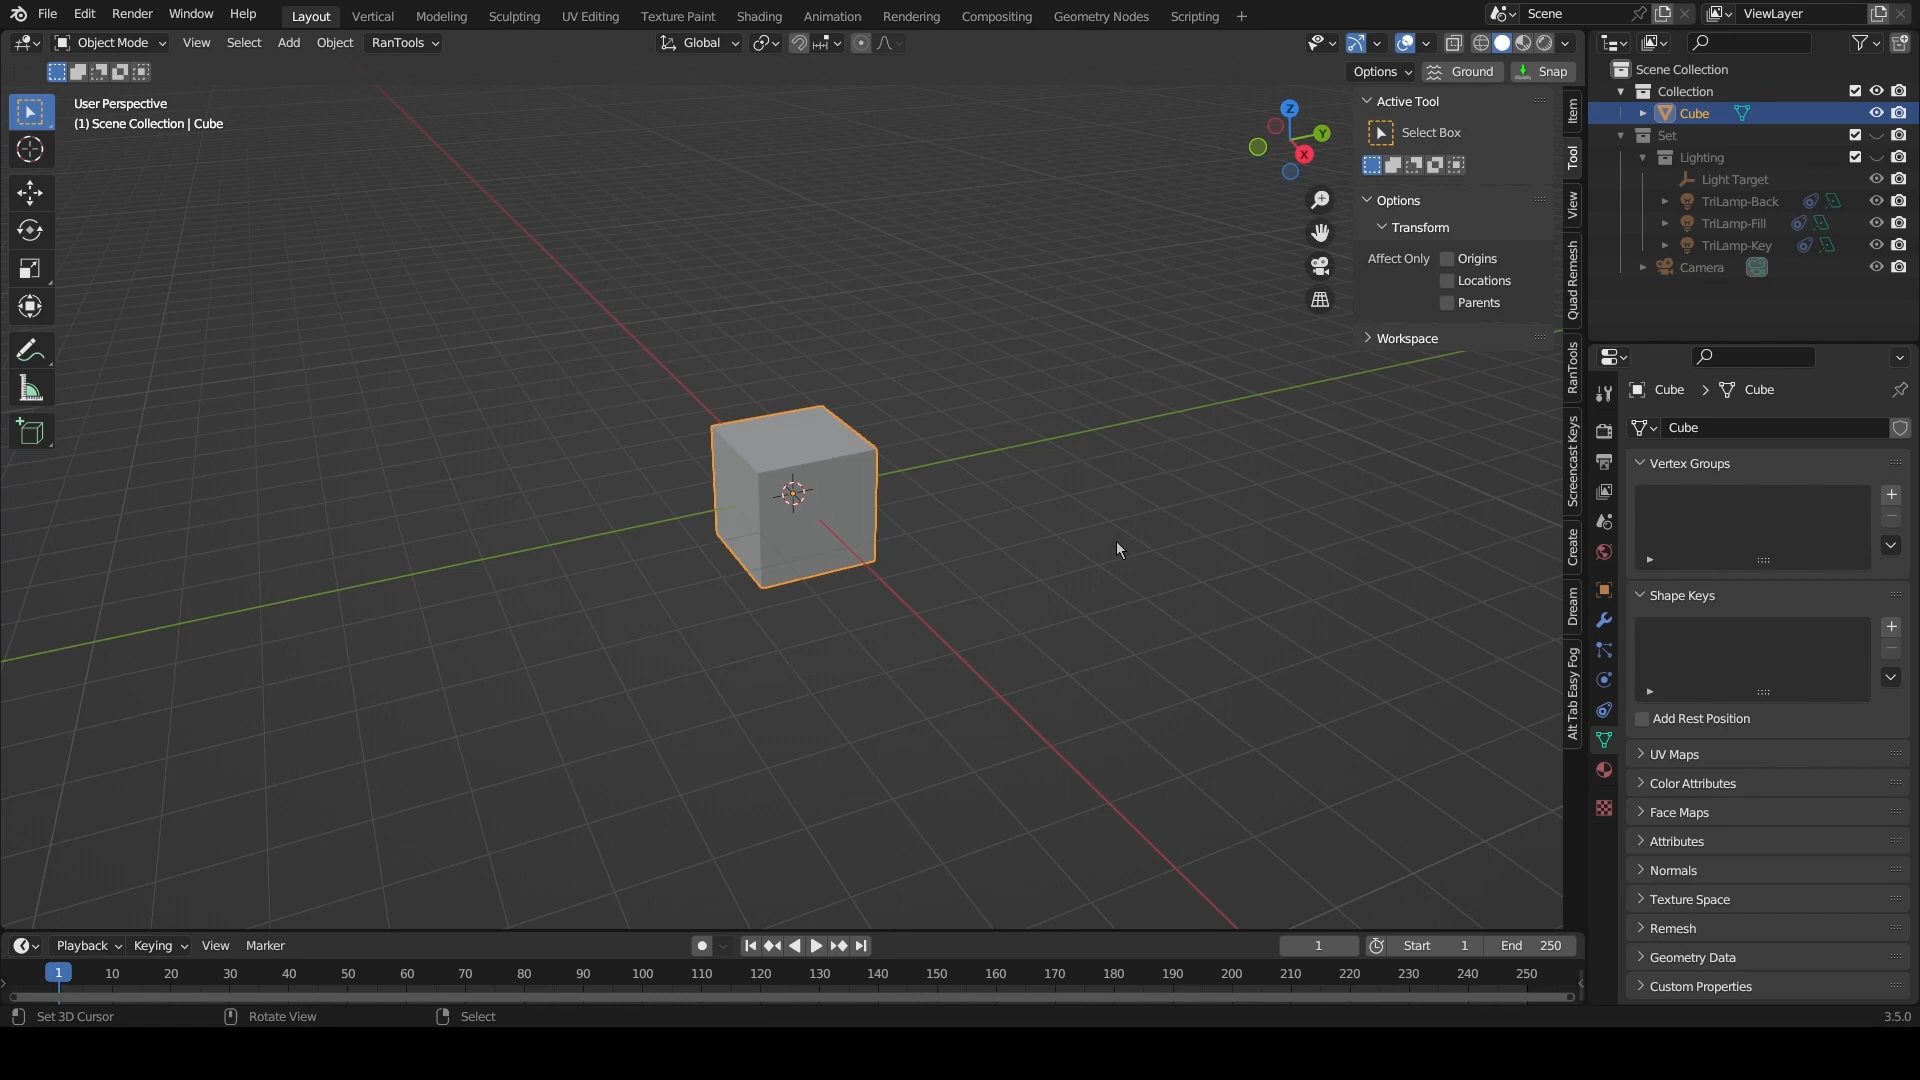 File Edit Render Window Help Layout Vertical Modeling Sculpting UV Editing Texture Paint Shading Animation Rendering Compositing Geometry Nodes Scripting + Scene ViewLayer
Object Mode View Select Add Object RanTools Global
Options Ground Snap
User Perspective
(1) Scene Collection | Cube
Z
Y
X
Active Tool
Select Box
Options
Transform
Affect Only Origins
Locations
Parents
Workspace
Item
Tool
View
Quad Remesh
RanTools
Screencast Keys
Create
Dream
Alt Tab Easy Fog
Scene Collection
Collection
Cube
Set
Lighting
Light Target
TriLamp-Back
TriLamp-Fill
TriLamp-Key
Camera
Cube > Cube
Cube
Vertex Groups
Shape Keys
Add Rest Position
UV Maps
Color Attributes
Face Maps
Attributes
Normals
Texture Space
Remesh
Geometry Data
Custom Properties
Playback Keying View Marker 1 Start 1 End 250
1 10 20 30 40 50 60 70 80 90 100 110 120 130 140 150 160 170 180 190 200 210 220 230 240 250
Set 3D Cursor Rotate View Select 3.5.0